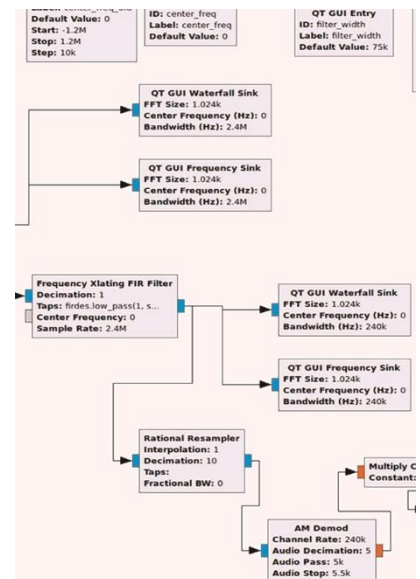 Default Value: 0
Start: -1.2M
Stop: 1.2M
Step: 10k
ID: center_freq
Label: center_freq
Default Value: 0
QT GUI Entry
ID: filter_width
Label: filter_width
Default Value: 75k
QT GUI Waterfall Sink
FFT Size: 1.024k
Center Frequency (Hz): 0
Bandwidth (Hz): 2.4M
QT GUI Frequency Sink
FFT Size: 1.024k
Center Frequency (Hz): 0
Bandwidth (Hz): 2.4M
Frequency Xlating FIR Filter
Decimation: 1
Taps: firdes.low_pass(1, s...
Center Frequency: 0
Sample Rate: 2.4M
QT GUI Waterfall Sink
FFT Size: 1.024k
Center Frequency (Hz): 0
Bandwidth (Hz): 240k
QT GUI Frequency Sink
FFT Size: 1.024k
Center Frequency (Hz): 0
Bandwidth (Hz): 240k
Rational Resampler
Interpolation: 1
Decimation: 10
Taps:
Fractional BW: 0
Multiply C
Constant:
AM Demod
Channel Rate: 240k
Audio Decimation: 5
Audio Pass: 5k
Audio Stop: 5.5k